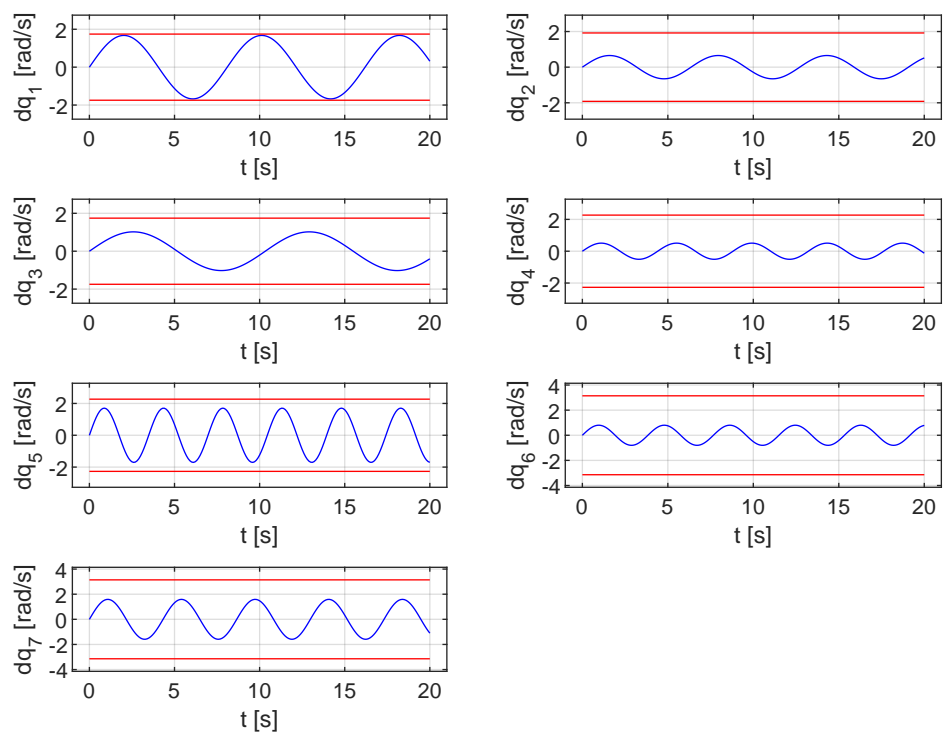 dq₁ [rad/s]
2
0
-2
0 5 10 15 20
t [s]
dq₂ [rad/s]
2
0
-2
0 5 10 15 20
t [s]
dq₃ [rad/s]
2
0
-2
0 5 10 15 20
t [s]
dq₄ [rad/s]
2
0
-2
0 5 10 15 20
t [s]
dq₅ [rad/s]
2
0
-2
0 5 10 15 20
t [s]
dq₆ [rad/s]
4
2
0
-2
-4
0 5 10 15 20
t [s]
dq₇ [rad/s]
4
2
0
-2
-4
0 5 10 15 20
t [s]